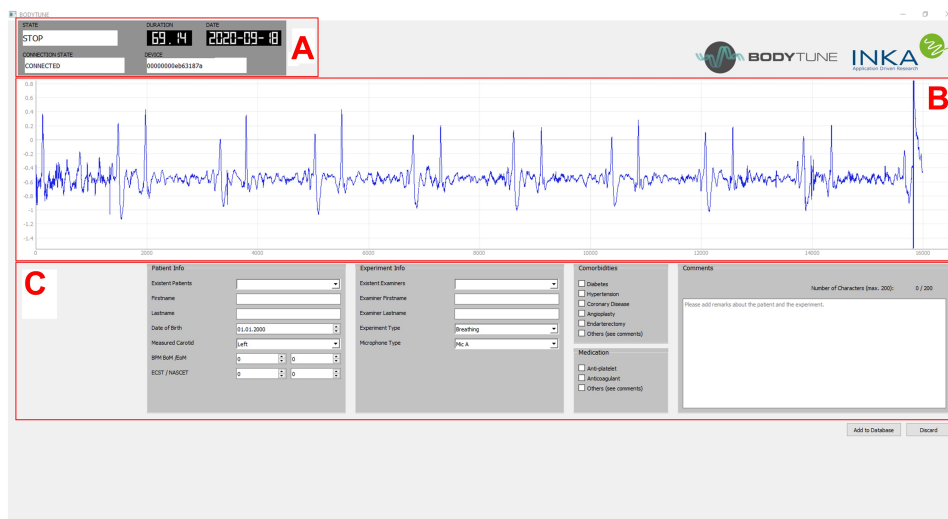 BODYTUNE
STATE DURATION DATE
STOP 69.14 2020-09-18
A
CONNECTION STATE DEVICE
CONNECTED 00000000eb63187a
BODYTUNE INKA
Application Driven Research
B
0.8
0.6
0.4
0.2
0
-0.2
-0.4
-0.6
-0.8
-1
-1.2
-1.4
0 2000 4000 6000 8000 10000 12000 14000 16000
C
Patient Info
Existent Patients
Firstname
Lastname
Date of Birth 01.01.2000
Measured Carotid Left
BPM BoM /EoM 0 0
ECST / NASCET 0 0
Experiment Info
Existent Examiners
Examiner Firstname
Examiner Lastname
Experiment Type Breathing
Microphone Type Mic A
Comorbidities
Diabetes
Hypertension
Coronary Disease
Angioplasty
Endarterectomy
Others (see comments)
Medication
Anti-platelet
Anticoagulant
Others (see comments)
Comments
Number of Characters (max. 200): 0 / 200
Please add remarks about the patient and the experiment.
Add to Database Discard